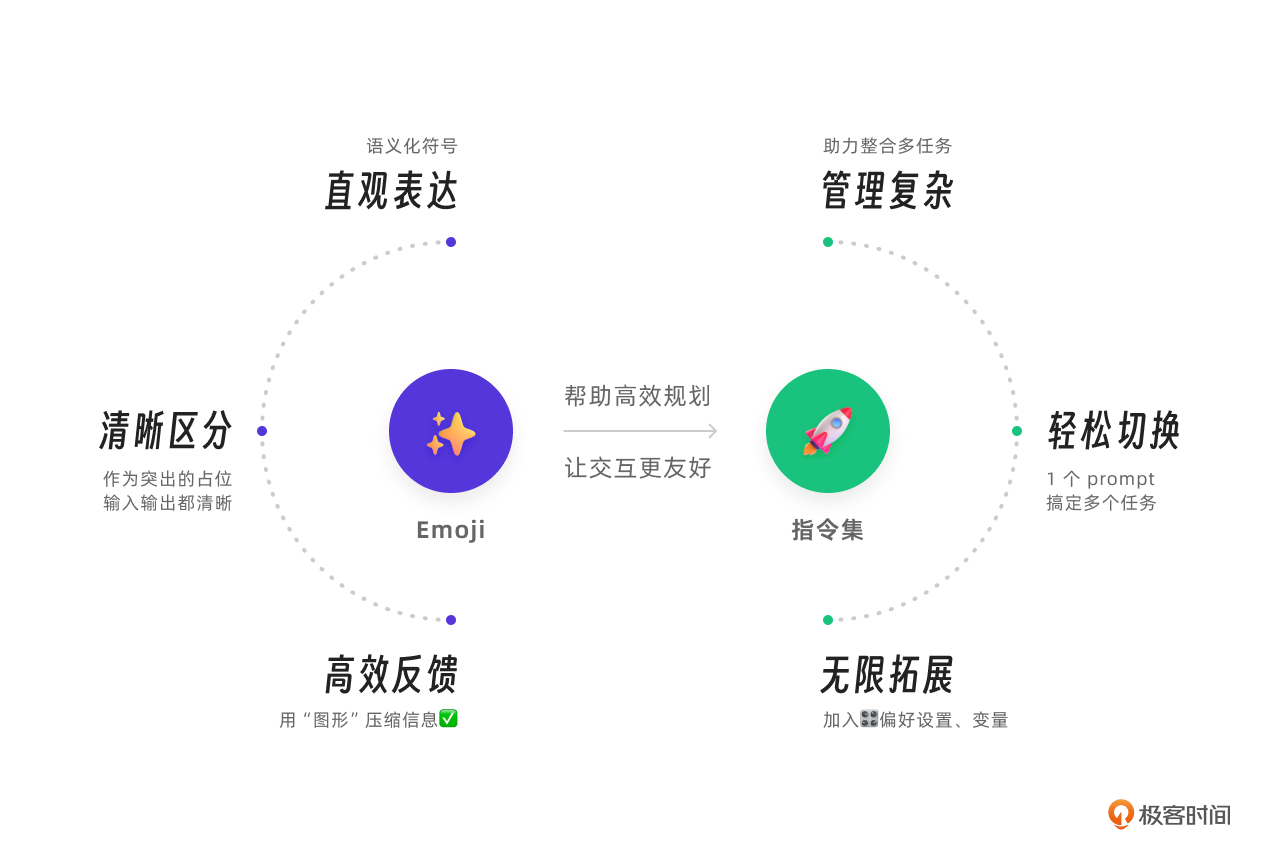 语义化符号
直观表达
清晰区分
作为突出的占位
输入输出都清晰
高效反馈
用“图形”压缩信息✅
Emoji
帮助高效规划
让交互更友好
指令集
助力整合多任务
管理复杂
轻松切换
1 个 prompt
搞定多个任务
无限拓展
加入🎛️偏好设置、变量
极客时间